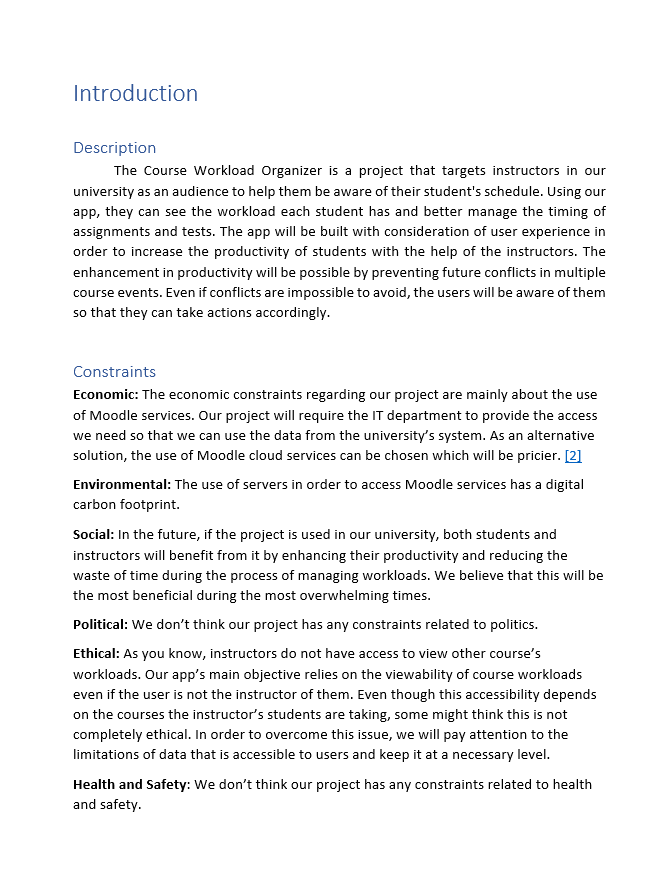 Introduction
Description
The Course Workload Organizer is a project that targets instructors in our
university as an audience to help them be aware of their student's schedule. Using our
app, they can see the workload each student has and better manage the timing of
assignments and tests. The app will be built with consideration of user experience in
order to increase the productivity of students with the help of the instructors. The
enhancement in productivity will be possible by preventing future conflicts in multiple
course events. Even if conflicts are impossible to avoid, the users will be aware of them
so that they can take actions accordingly.
Constraints
Economic: The economic constraints regarding our project are mainly about the use
of Moodle services. Our project will require the IT department to provide the access
we need so that we can use the data from the university’s system. As an alternative
solution, the use of Moodle cloud services can be chosen which will be pricier. [2]
Environmental: The use of servers in order to access Moodle services has a digital
carbon footprint.
Social: In the future, if the project is used in our university, both students and
instructors will benefit from it by enhancing their productivity and reducing the
waste of time during the process of managing workloads. We believe that this will be
the most beneficial during the most overwhelming times.
Political: We don’t think our project has any constraints related to politics.
Ethical: As you know, instructors do not have access to view other course’s
workloads. Our app’s main objective relies on the viewability of course workloads
even if the user is not the instructor of them. Even though this accessibility depends
on the courses the instructor’s students are taking, some might think this is not
completely ethical. In order to overcome this issue, we will pay attention to the
limitations of data that is accessible to users and keep it at a necessary level.
Health and Safety: We don’t think our project has any constraints related to health
and safety.